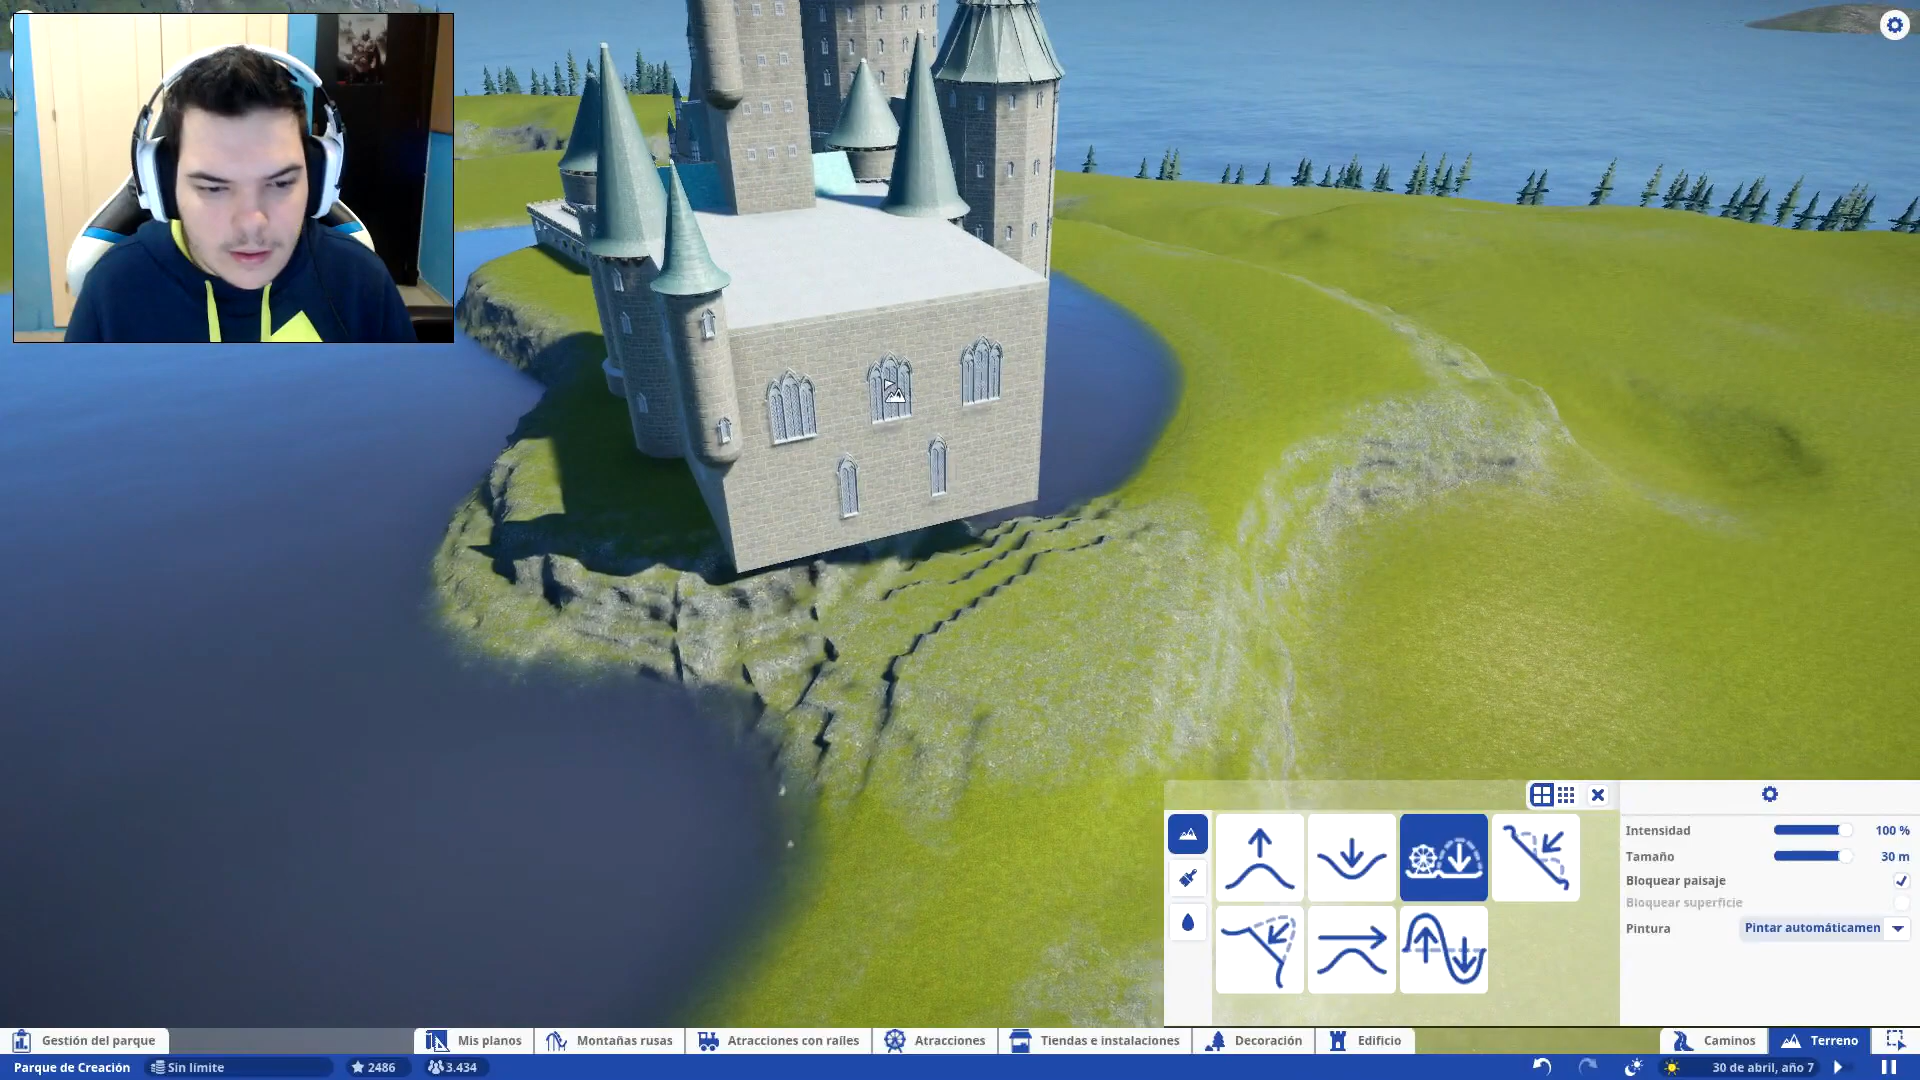 Intensidad 100 %
Tamaño 30 m
Bloquear paisaje
Bloquear superficie
Pintura Pintar automáticamen
Gestión del parque
Mis planos
Montañas rusas
Atracciones con raíles
Atracciones
Tiendas e instalaciones
Decoración
Edificio
Caminos
Terreno
Parque de Creación
Sin límite
2486
3.434
30 de abril, año 7